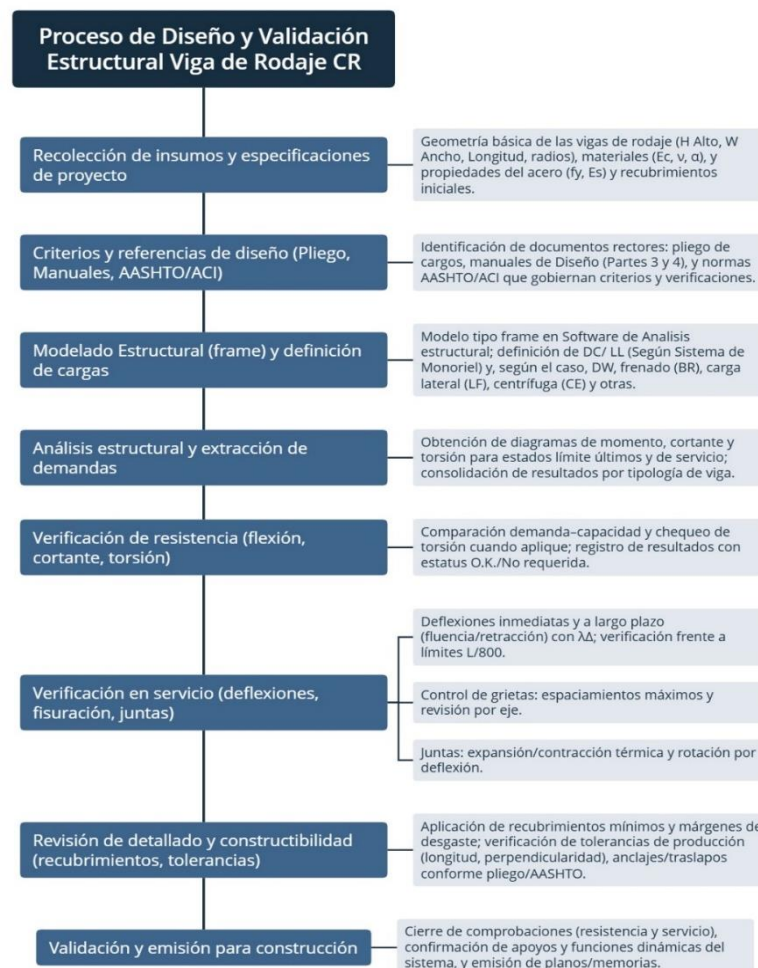 Proceso de Diseño y Validación
Estructural Viga de Rodaje CR
Recolección de insumos y especificaciones
de proyecto
Geometría básica de las vigas de rodaje (H Alto, W
Ancho, Longitud, radios), materiales (Ec, ν, α), y
propiedades del acero (fy, Es) y recubrimientos
iniciales.
Criterios y referencias de diseño (Pliego,
Manuales, AASHTO/ACI)
Identificación de documentos rectores: pliego de
cargos, manuales de Diseño (Partes 3 y 4), y normas
AASHTO/ACI que gobiernan criterios y verificaciones.
Modelado Estructural (frame) y definición
de cargas
Modelo tipo frame en Software de Analisis
estructural; definición de DC/ LL (Según Sistema de
Monoriel) y, según el caso, DW, frenado (BR), carga
lateral (LF), centrífuga (CE) y otras.
Análisis estructural y extracción de
demandas
Obtención de diagramas de momento, cortante y
torsión para estados límite últimos y de servicio;
consolidación de resultados por tipología de viga.
Verificación de resistencia (flexión,
cortante, torsión)
Comparación demanda–capacidad y chequeo de
torsión cuando aplique; registro de resultados con
estatus O.K./No requerida.
Verificación en servicio (deflexiones,
fisuración, juntas)
Deflexiones inmediatas y a largo plazo
(fluencia/retracción) con λΔ; verificación frente a
límites L/800.
Control de grietas: espaciamientos máximos y
revisión por eje.
Juntas: expansión/contracción térmica y rotación por
deflexión.
Revisión de detallado y constructibilidad
(recubrimientos, tolerancias)
Aplicación de recubrimientos mínimos y márgenes de
desgaste; verificación de tolerancias de producción
(longitud, perpendicularidad), anclajes/traslapos
conforme pliego/AASHTO.
Validación y emisión para construcción
Cierre de comprobaciones (resistencia y servicio),
confirmación de apoyos y funciones dinámicas del
sistema, y emisión de planos/memorias.